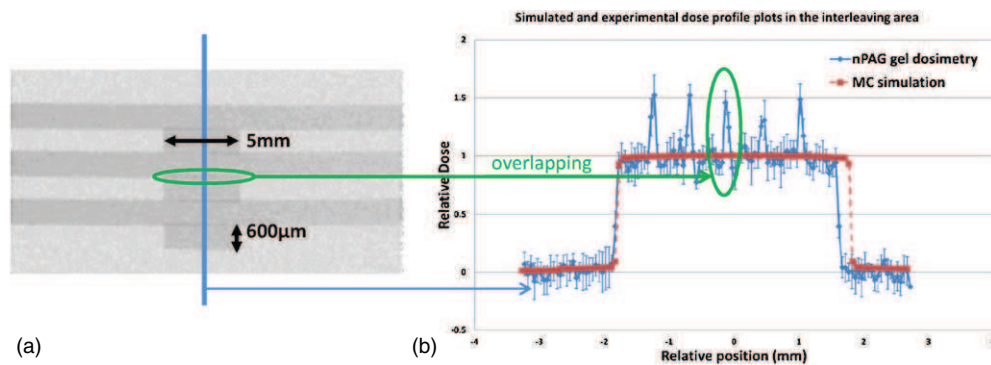 Simulated and experimental dose profile plots in the interleaving area
2
nPAG gel dosimetry
MC simulation
1.5
5mm
overlapping
1
Relative Dose
0.5
600µm
0
-0.5
-4 -3 -2 -1 0 1 2 3 4
Relative position (mm)
(a) (b)